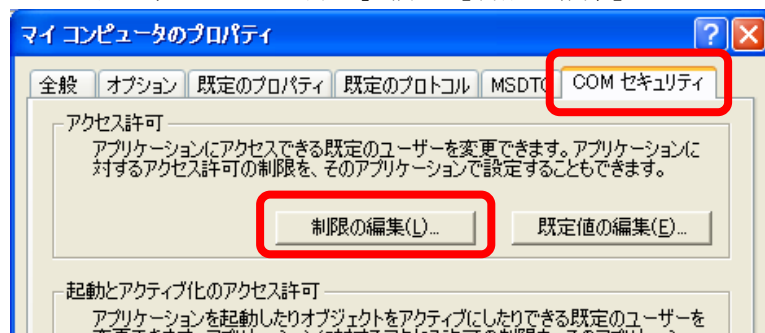 マイ コンピュータのプロパティ
全般 オプション 既定のプロパティ 既定のプロトコル MSDTC COM セキュリティ
アクセス許可
アプリケーションにアクセスできる既定のユーザーを変更できます。アプリケーションに
対するアクセス許可の制限を、そのアプリケーションで設定することもできます。
制限の編集(L)... 既定値の編集(E)...
起動とアクティブ化のアクセス許可
アプリケーションを起動したりオブジェクトをアクティブにしたりできる既定のユーザーを